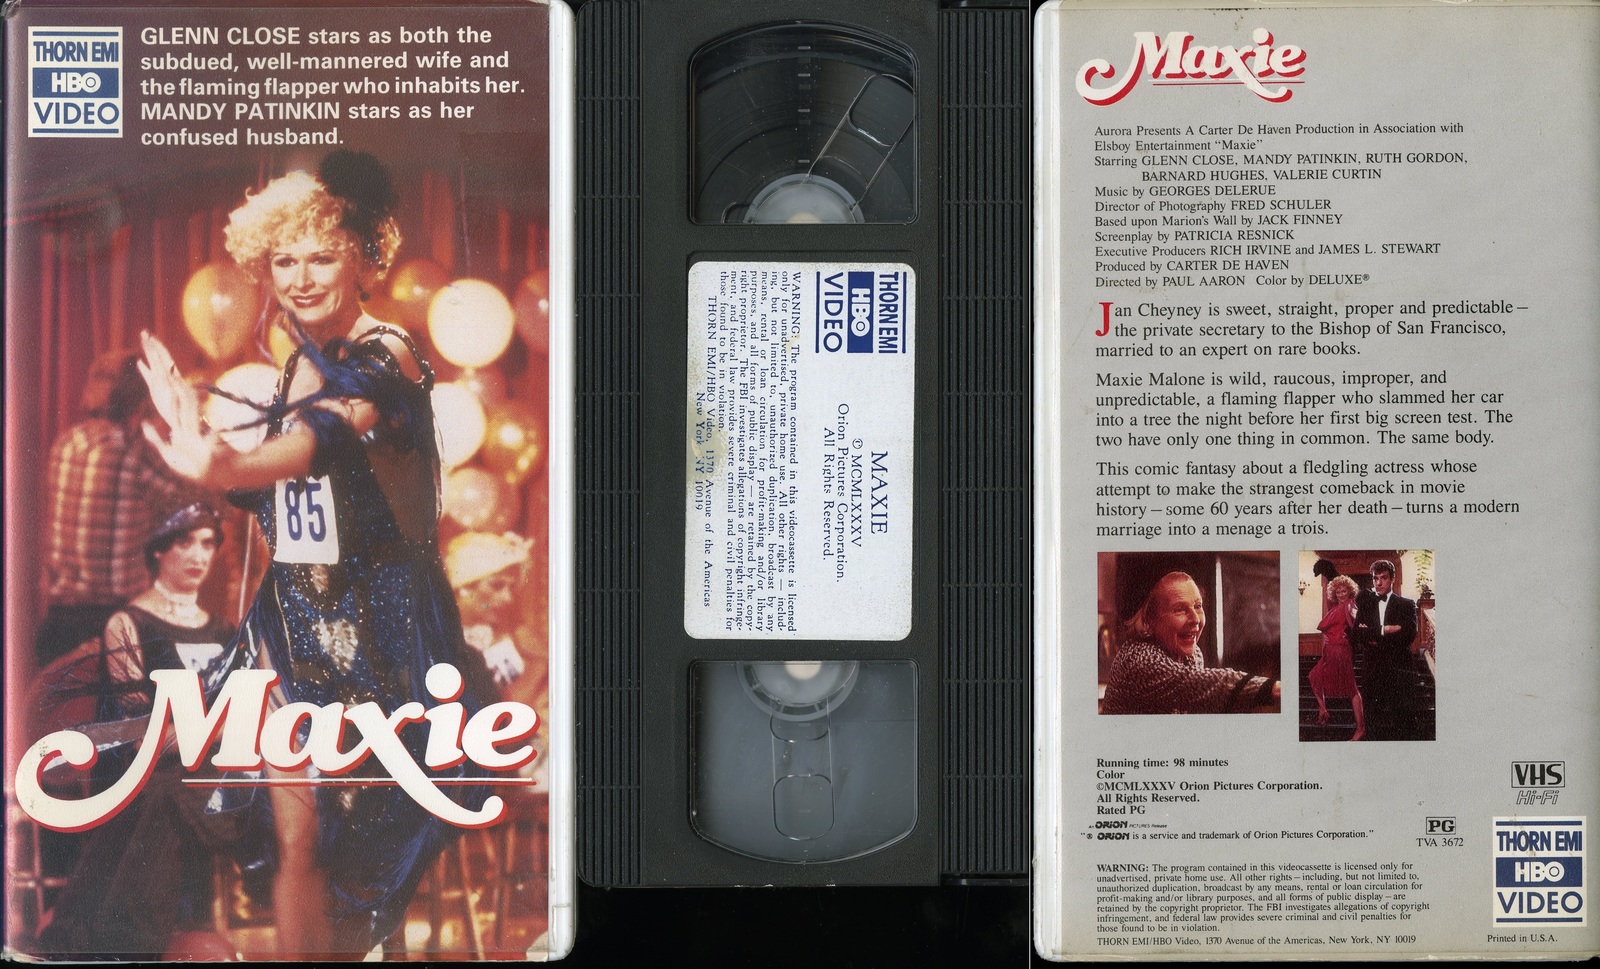 THORN EMI
HBO
VIDEO
GLENN CLOSE stars as both the
subdued, well-mannered wife and
the flaming flapper who inhabits her.
MANDY PATINKIN stars as her
confused husband.
85
Maxie
THORN EMI
HBO
VIDEO
MAXIE
Ⓟ © MCMLXXXV
Orion Pictures Corporation.
All Rights Reserved.
WARNING: The program contained in this videocassette is licensed
only for unadvertised, private home use. All other rights — includ-
ing, but not limited to, unauthorized duplication, broadcast by any
means, rental or loan circulation for profit-making and/or library
purposes, and all forms of public display — are retained by the copy-
right proprietor. The FBI investigates allegations of copyright infringe-
ment, and federal law provides severe criminal and civil penalties for
those found to be in violation.
THORN EMI/HBO Video, 1370 Avenue of the Americas
New York, NY 10019
Maxie
Aurora Presents A Carter De Haven Production in Association with
Elsboy Entertainment "Maxie"
Starring GLENN CLOSE, MANDY PATINKIN, RUTH GORDON,
BARNARD HUGHES, VALERIE CURTIN
Music by GEORGES DELERUE
Director of Photography FRED SCHULER
Based upon Marion's Wall by JACK FINNEY
Screenplay by PATRICIA RESNICK
Executive Producers RICH IRVINE and JAMES L. STEWART
Produced by CARTER DE HAVEN
Directed by PAUL AARON Color by DELUXE®
Jan Cheyney is sweet, straight, proper and predictable –
the private secretary to the Bishop of San Francisco,
married to an expert on rare books.
Maxie Malone is wild, raucous, improper, and
unpredictable, a flaming flapper who slammed her car
into a tree the night before her first big screen test. The
two have only one thing in common. The same body.
This comic fantasy about a fledgling actress whose
attempt to make the strangest comeback in movie
history – some 60 years after her death – turns a modern
marriage into a menage a trois.
Running time: 98 minutes
Color
©MCMLXXXV Orion Pictures Corporation.
All Rights Reserved.
Rated PG
An ORION PICTURES Release
"® ORION is a service and trademark of Orion Pictures Corporation."
VHS
Hi-Fi
PG
TVA 3672
THORN EMI
HBO
VIDEO
WARNING: The program contained in this videocassette is licensed only for
unadvertised, private home use. All other rights – including, but not limited to,
unauthorized duplication, broadcast by any means, rental or loan circulation for
profit-making and/or library purposes, and all forms of public display – are
retained by the copyright proprietor. The FBI investigates allegations of copyright
infringement, and federal law provides severe criminal and civil penalties for
those found to be in violation.
THORN EMI/HBO Video, 1370 Avenue of the Americas, New York, NY 10019
Printed in U.S.A.